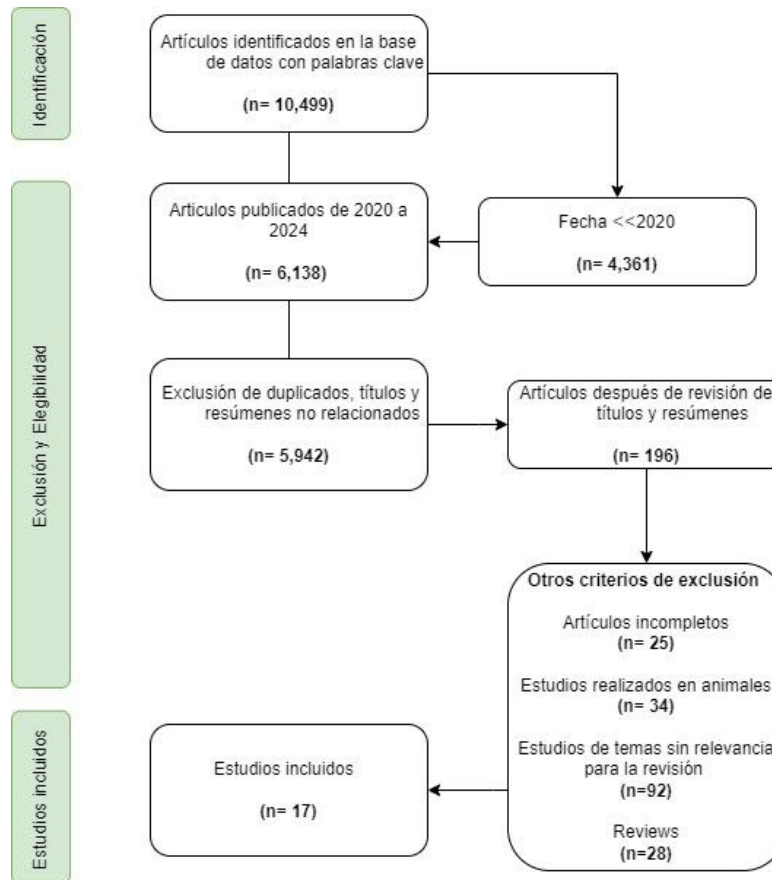 Identificación
Artículos identificados en la base
de datos con palabras clave
(n= 10,499)
Exclusión y Elegibilidad
Articulos publicados de 2020 a
2024
(n= 6,138)
Fecha <<2020
(n= 4,361)
Exclusión de duplicados, títulos y
resúmenes no relacionados
(n= 5,942)
Artículos después de revisión de
títulos y resúmenes
(n= 196)
Otros criterios de exclusión
Artículos incompletos
(n= 25)
Estudios realizados en animales
(n= 34)
Estudios de temas sin relevancia
para la revisión
(n=92)
Reviews
(n=28)
Estudios incluidos
Estudios incluidos
(n= 17)